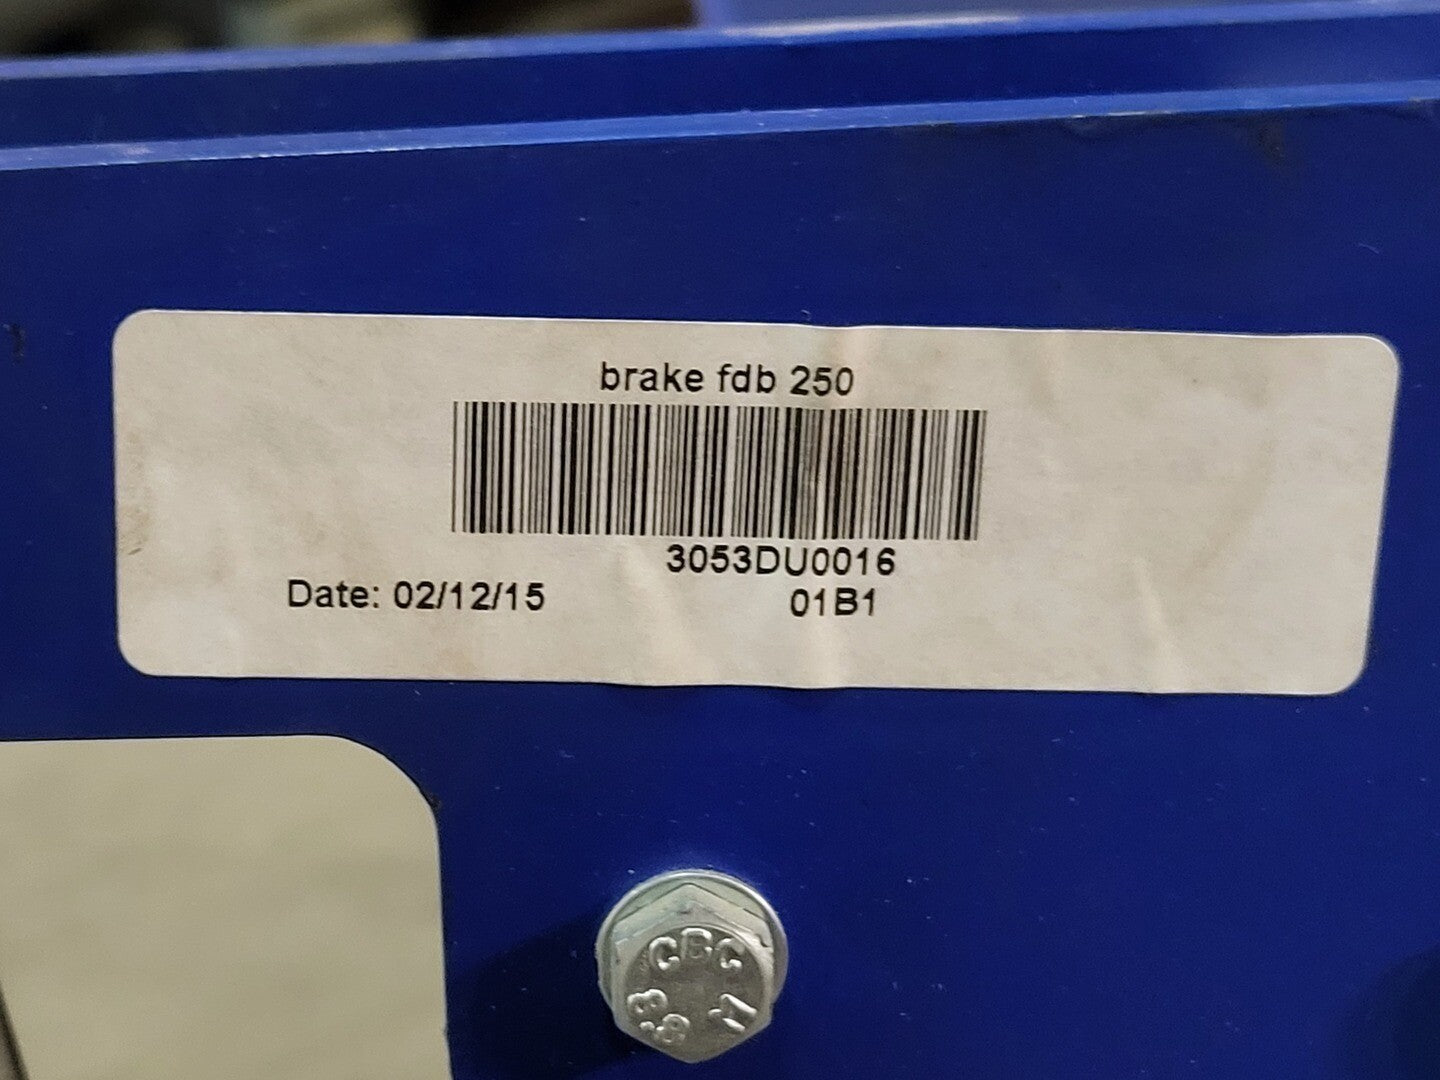 brake fdb 250
3053DU0016
Date: 02/12/15 01B1
CBC
8.8